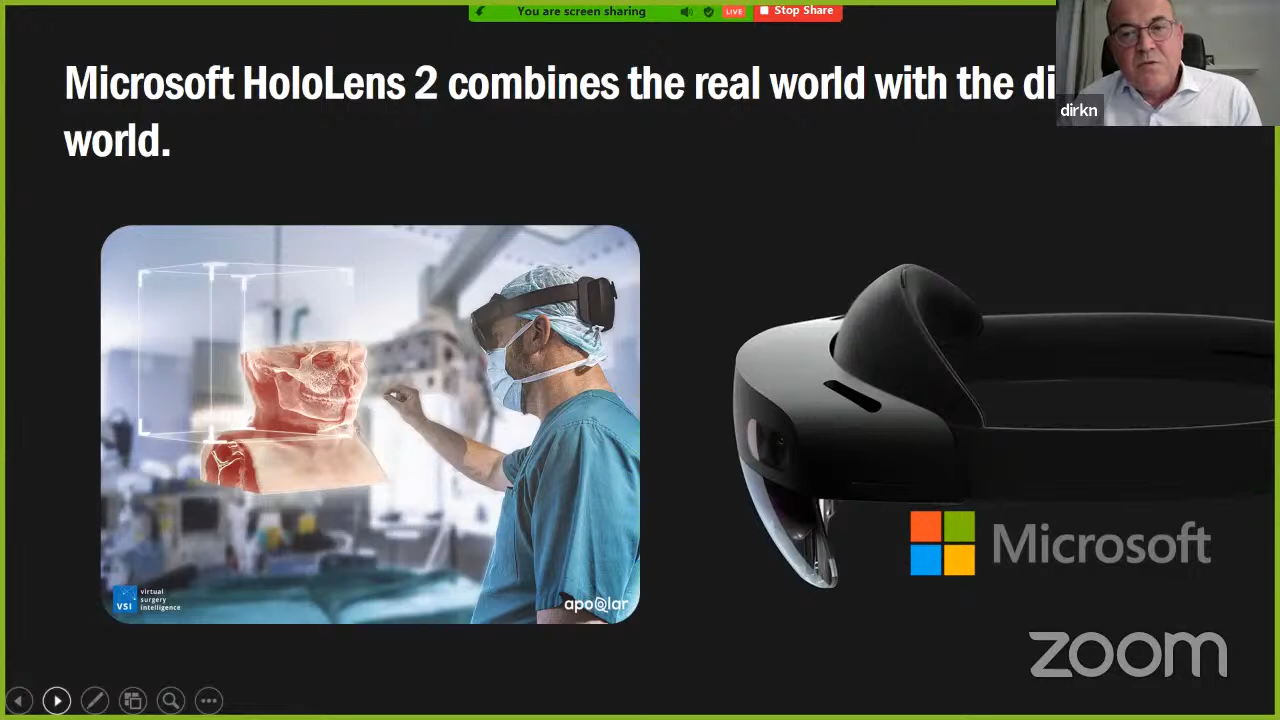 You are screen sharing
LIVE
Stop Share
Microsoft HoloLens 2 combines the real world with the di
world.
dirkn
VSI
virtual
surgery
intelligence
apoQlar
Microsoft
zoom